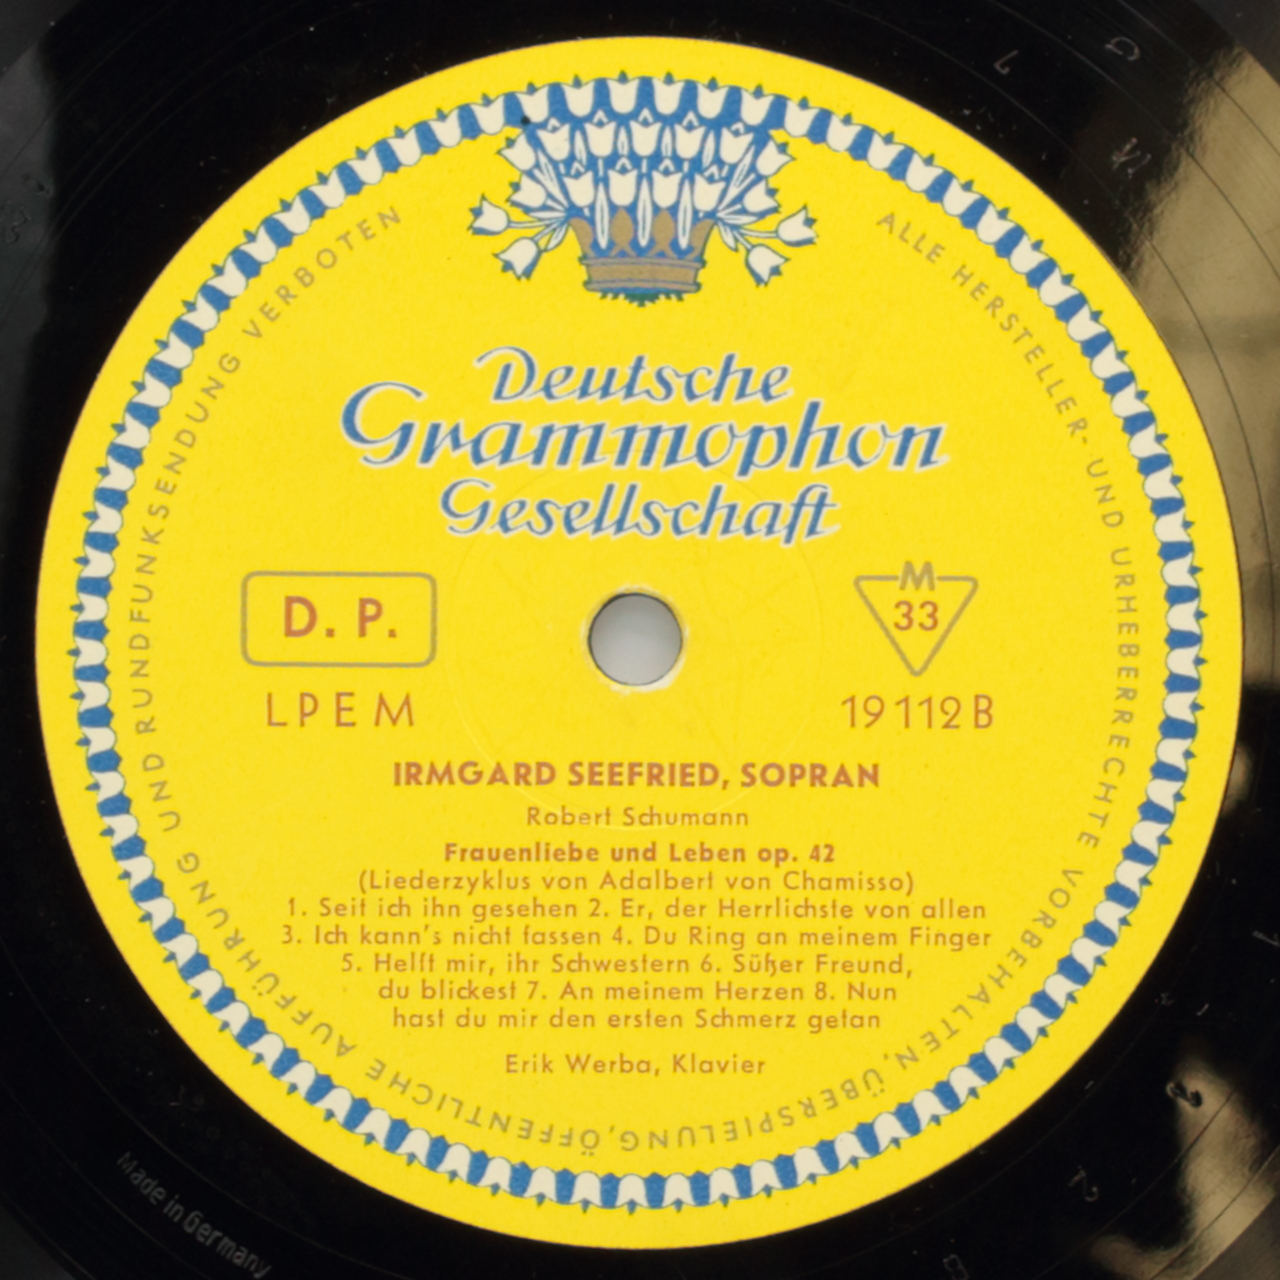 ALLE HERSTELLER- UND URHEBERRECHTE VORBEHALTEN, ÜBERSPIELUNG, ÖFFENTLICHE AUFFÜHRUNG UND RUNDFUNKSENDUNG VERBOTEN
Deutsche
Grammophon
Gesellschaft
D. P.
M
33
LPEM
19 112 B
IRMGARD SEEFRIED, SOPRAN
Robert Schumann
Frauenliebe und Leben op. 42
(Liederzyklus von Adalbert von Chamisso)
1. Seit ich ihn gesehen 2. Er, der Herrlichste von allen
3. Ich kann's nicht fassen 4. Du Ring an meinem Finger
5. Helft mir, ihr Schwestern 6. Süßer Freund,
du blickest 7. An meinem Herzen 8. Nun
hast du mir den ersten Schmerz getan
Erik Werba, Klavier
Made in Germany